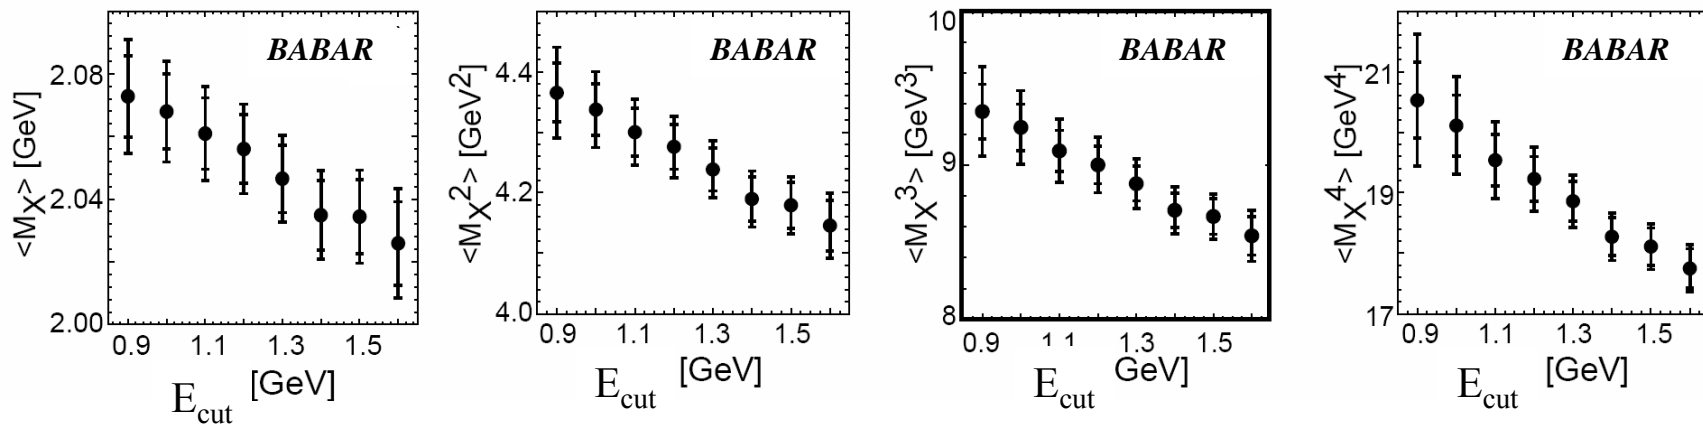 BABAR
<M_X> [GeV]
2.08
2.04
2.00
0.9 1.1 1.3 1.5
E_cut [GeV]
BABAR
<M_X^2> [GeV^2]
4.4
4.2
4.0
0.9 1.1 1.3 1.5
E_cut [GeV]
BABAR
<M_X^3> [GeV^3]
10
9
8
0.9 1.1 1.3 1.5
E_cut GeV]
BABAR
<M_X^4> [GeV^4]
21
19
17
0.9 1.1 1.3 1.5
E_cut [GeV]